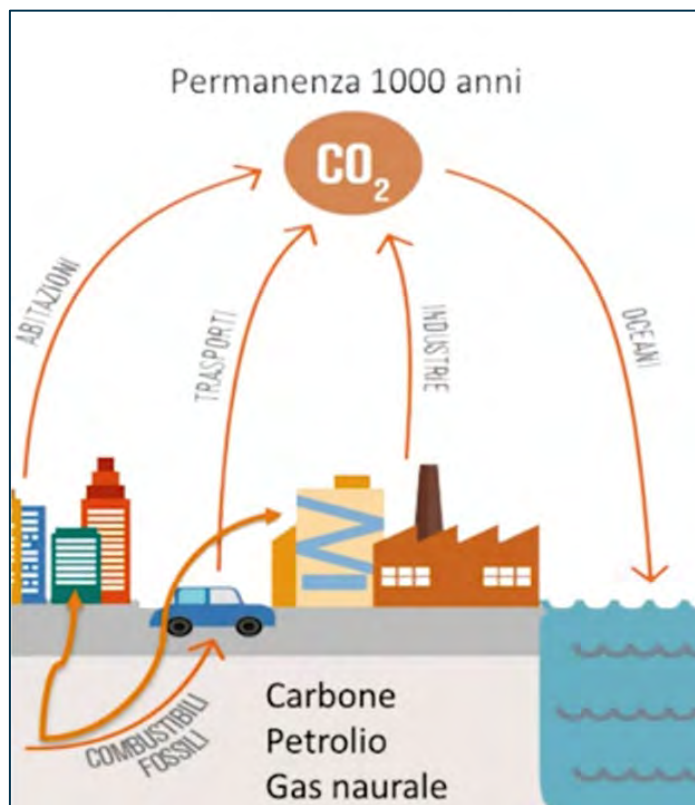 Permanenza 1000 anni
CO₂
ABITAZIONI
TRASPORTI
INDUSTRIE
OCEANI
COMBUSTIBILI
FOSSILI
Carbone
Petrolio
Gas naurale